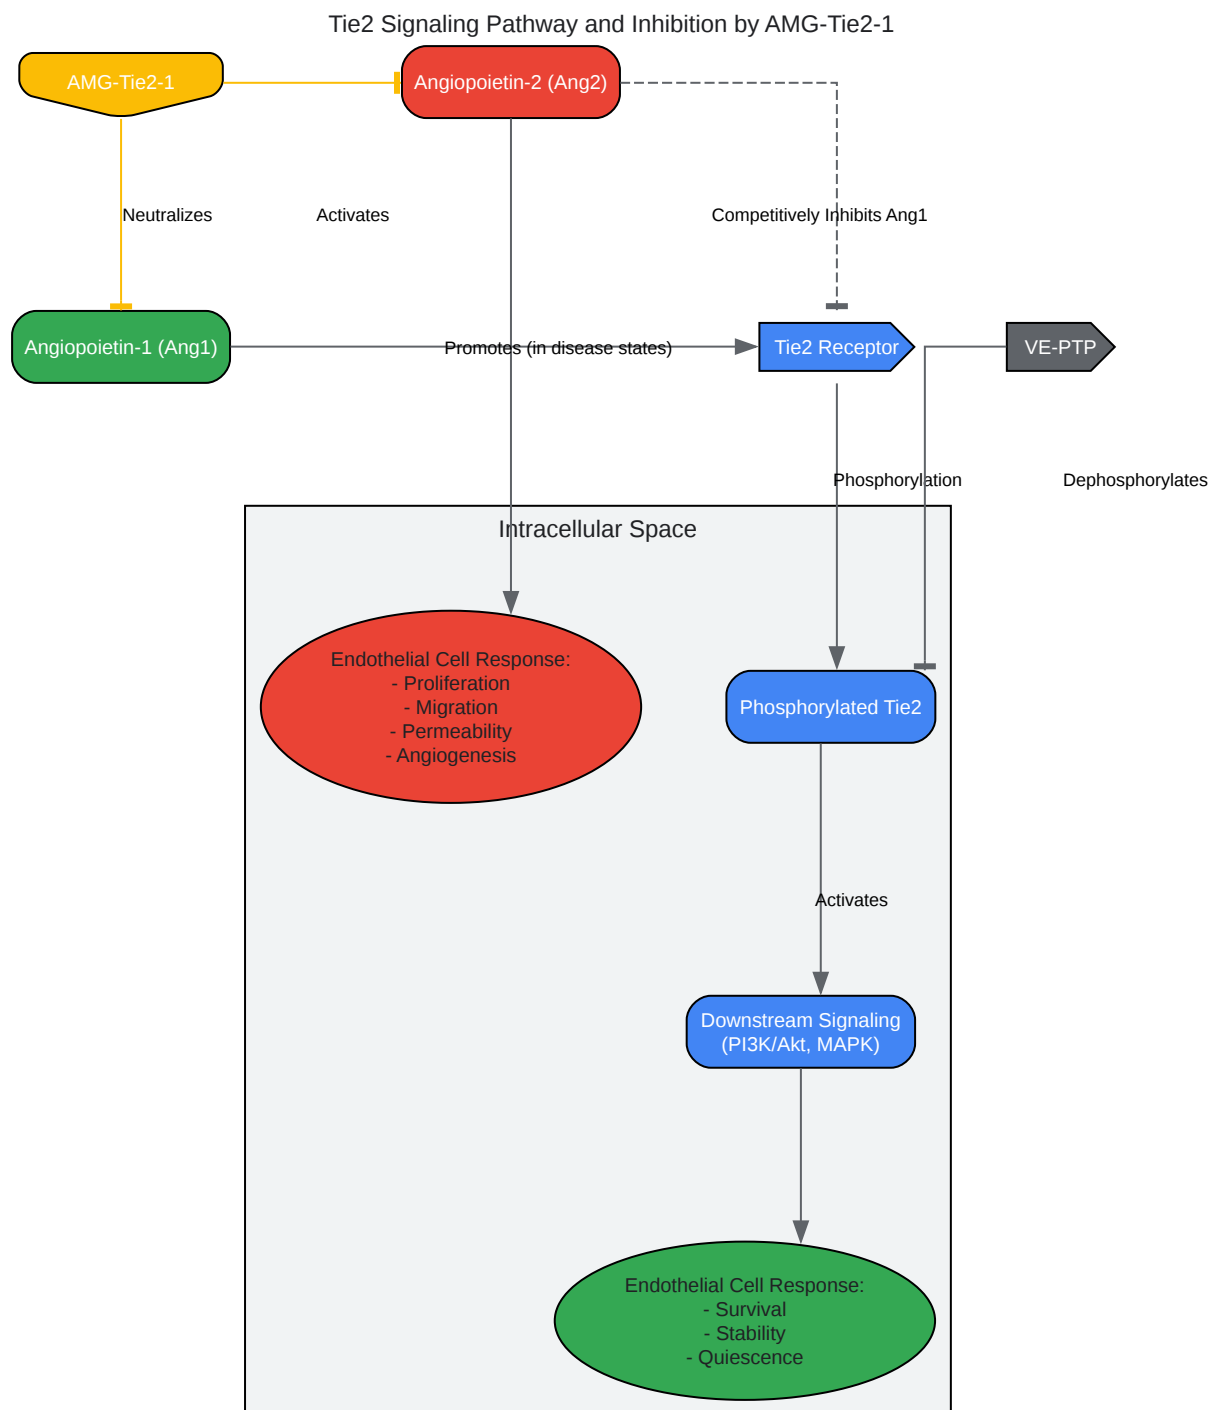 Tie2 Signaling Pathway and Inhibition by AMG-Tie2-1
AMG-Tie2-1
Angiopoietin-2 (Ang2)
Neutralizes
Activates
Competitively Inhibits Ang1
Angiopoietin-1 (Ang1)
Promotes (in disease states)
Tie2 Receptor
VE-PTP
Phosphorylation
Dephosphorylates
Intracellular Space
Endothelial Cell Response:
- Proliferation
- Migration
- Permeability
- Angiogenesis
Phosphorylated Tie2
Activates
Downstream Signaling
(PI3K/Akt, MAPK)
Endothelial Cell Response:
- Survival
- Stability
- Quiescence